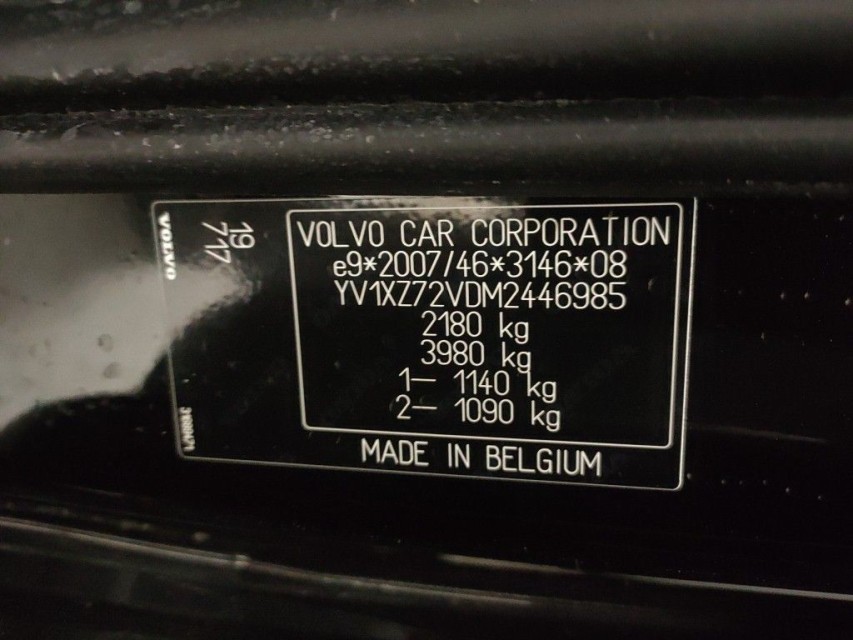 VOLVO
19
717
VOLVO CAR CORPORATION
e9*2007/46*3146*08
YV1XZ72VDM2446985
2180 kg
3980 kg
1– 1140 kg
2– 1090 kg
MADE IN BELGIUM